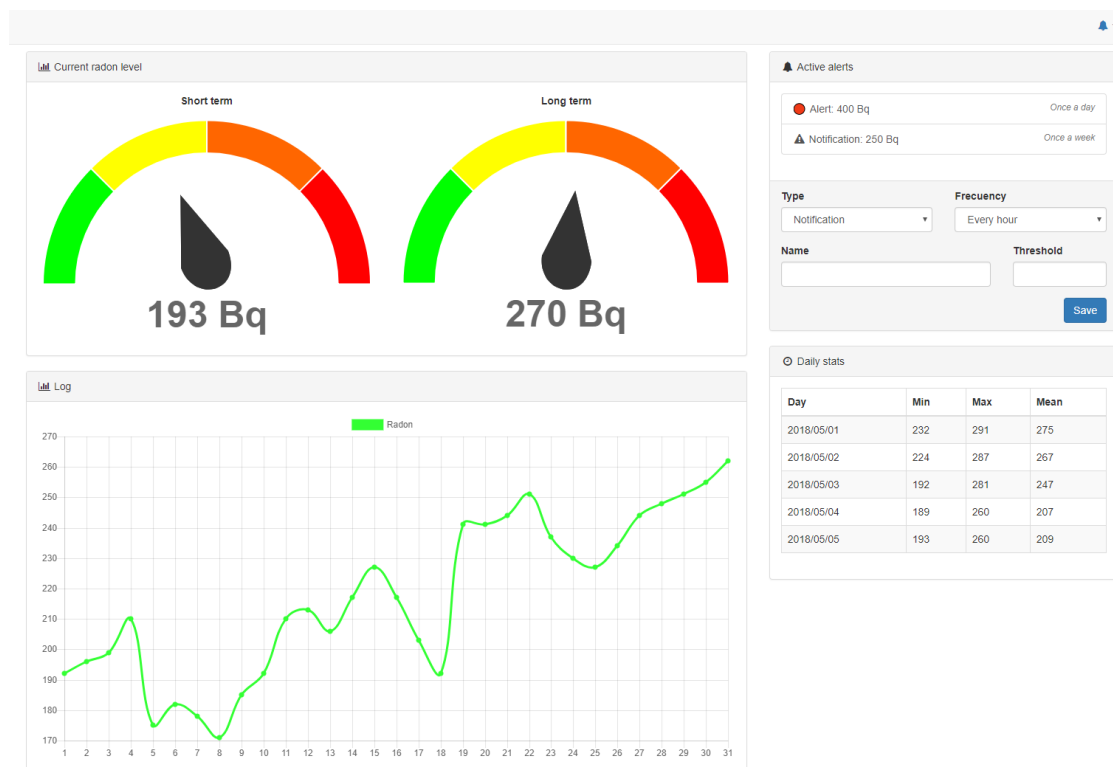 Current radon level
Short term
Long term
193 Bq
270 Bq
Log
Radon
270
260
250
240
230
220
210
200
190
180
170
1 2 3 4 5 6 7 8 9 10 11 12 13 14 15 16 17 18 19 20 21 22 23 24 25 26 27 28 29 30 31
Active alerts
Alert: 400 Bq Once a day
Notification: 250 Bq Once a week
Type Frecuency
Notification Every hour
Name Threshold
Save
Daily stats
Day Min Max Mean
2018/05/01 232 291 275
2018/05/02 224 287 267
2018/05/03 192 281 247
2018/05/04 189 260 207
2018/05/05 193 260 209